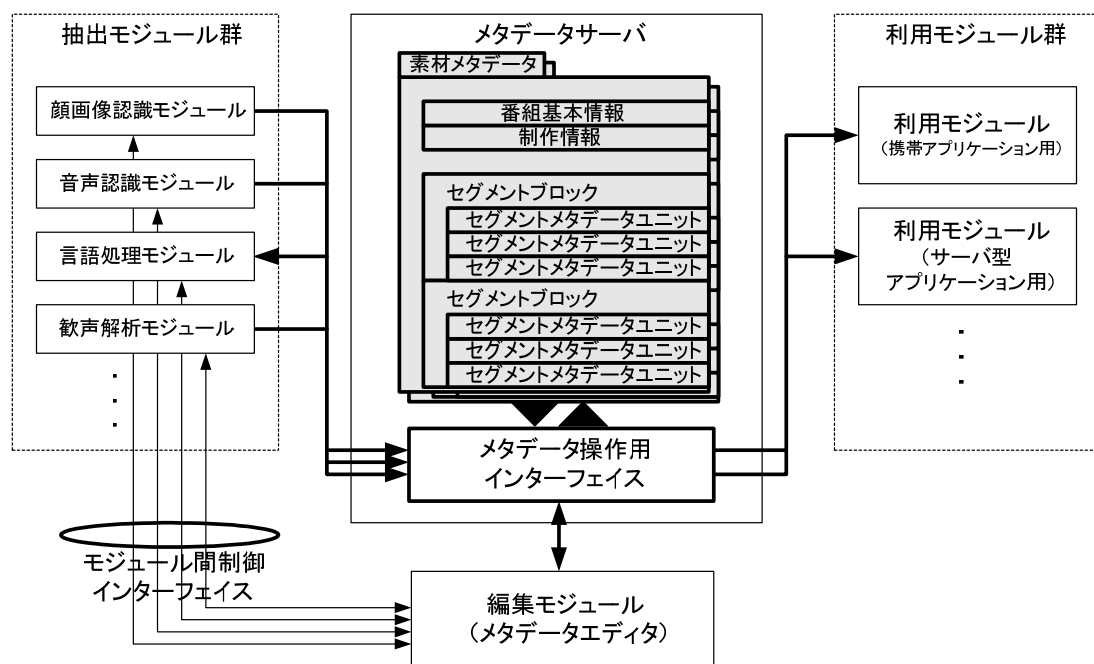 抽出モジュール群
顔画像認識モジュール
音声認識モジュール
言語処理モジュール
歓声解析モジュール
モジュール間制御
インターフェイス
メタデータサーバ
素材メタデータ
番組基本情報
制作情報
セグメントブロック
セグメントメタデータユニット
セグメントメタデータユニット
セグメントメタデータユニット
セグメントブロック
セグメントメタデータユニット
セグメントメタデータユニット
セグメントメタデータユニット
メタデータ操作用
インターフェイス
編集モジュール
（メタデータエディタ）
利用モジュール群
利用モジュール
（携帯アプリケーション用）
利用モジュール
（サーバ型
アプリケーション用）